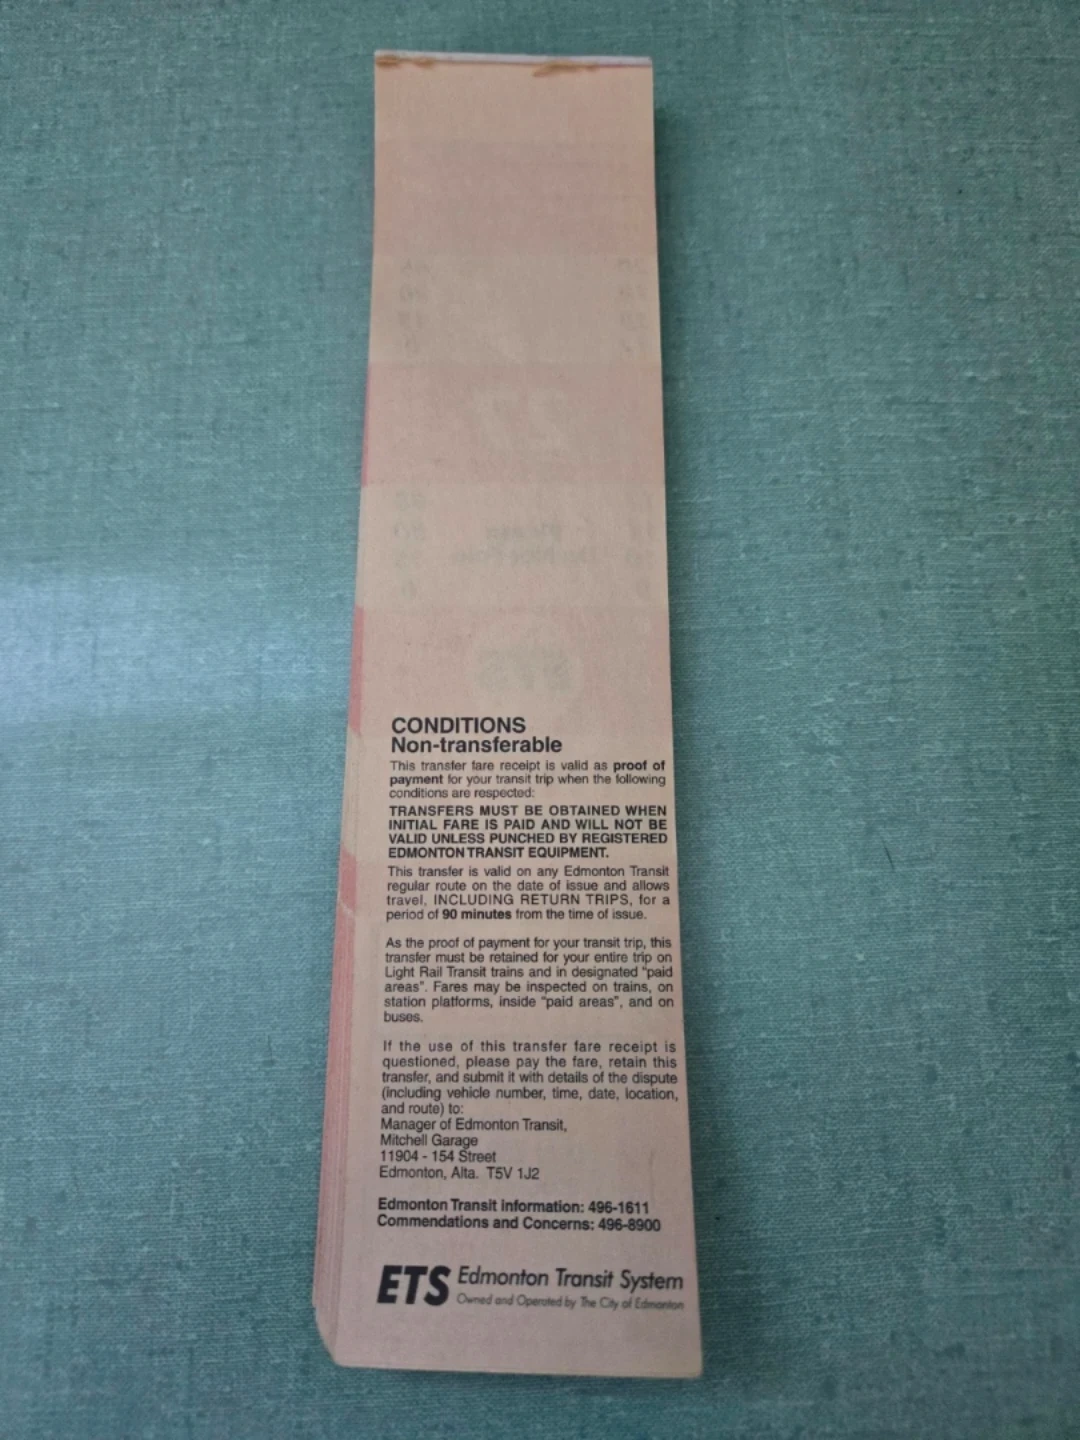 CONDITIONS
Non-transferable
This transfer fare receipt is valid as proof of
payment for your transit trip when the following
conditions are respected:
TRANSFERS MUST BE OBTAINED WHEN
INITIAL FARE IS PAID AND WILL NOT BE
VALID UNLESS PUNCHED BY REGISTERED
EDMONTON TRANSIT EQUIPMENT.
This transfer is valid on any Edmonton Transit
regular route on the date of issue and allows
travel, INCLUDING RETURN TRIPS, for a
period of 90 minutes from the time of issue.
As the proof of payment for your transit trip, this
transfer must be retained for your entire trip on
Light Rail Transit trains and in designated "paid
areas". Fares may be inspected on trains, on
station platforms, inside "paid areas", and on
buses.
If the use of this transfer fare receipt is
questioned, please pay the fare, retain this
transfer, and submit it with details of the dispute
(including vehicle number, time, date, location,
and route) to:
Manager of Edmonton Transit,
Mitchell Garage
11904 - 154 Street
Edmonton, Alta. T5V 1J2
Edmonton Transit information: 496-1611
Commendations and Concerns: 496-8900
ETS Edmonton Transit System
Owned and Operated by The City of Edmonton